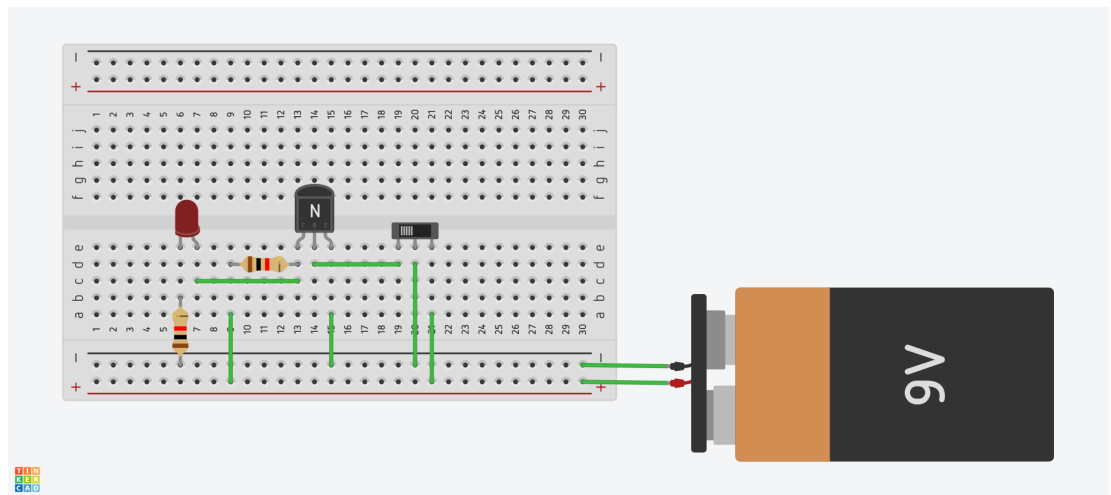 − −
+ +
1 2 3 4 5 6 7 8 9 10 11 12 13 14 15 16 17 18 19 20 21 22 23 24 25 26 27 28 29 30
j j
i i
h h
g g
f f
N
C B E
e e
d d
c c
b b
a a
1 2 3 4 5 6 7 8 9 10 11 12 13 14 15 16 17 18 19 20 21 22 23 24 25 26 27 28 29 30
− −
+ +
9V
TIN
KER
CAD